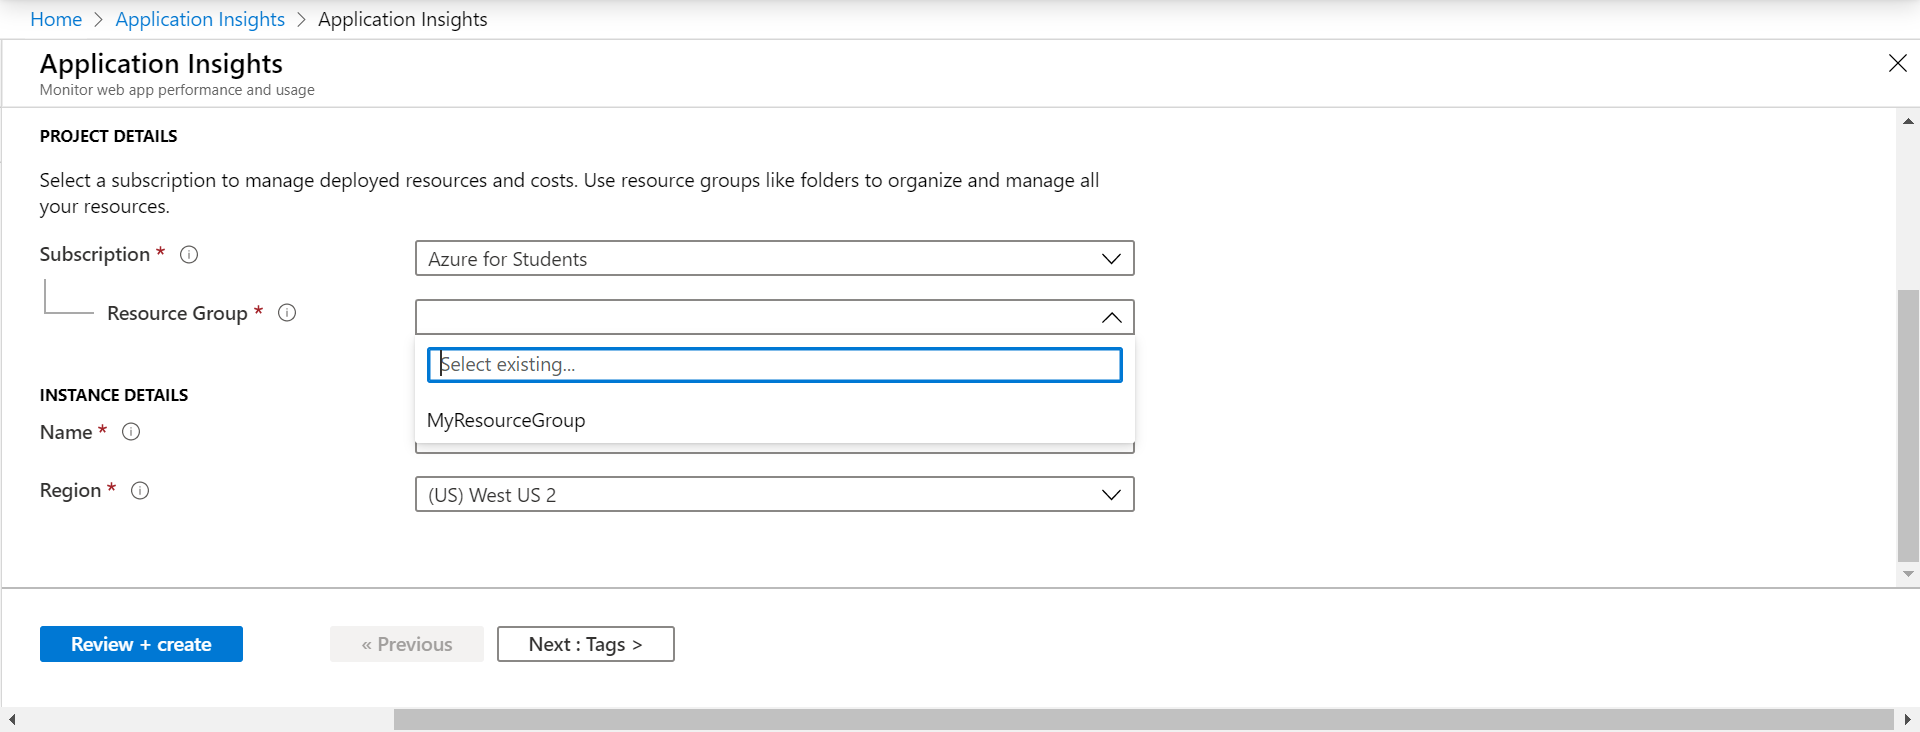 Home > Application Insights > Application Insights
Application Insights
Monitor web app performance and usage
PROJECT DETAILS
Select a subscription to manage deployed resources and costs. Use resource groups like folders to organize and manage all
your resources.
Subscription *
Azure for Students
Resource Group *
Select existing...
MyResourceGroup
INSTANCE DETAILS
Name *
Region *
(US) West US 2
Review + create
« Previous
Next : Tags >